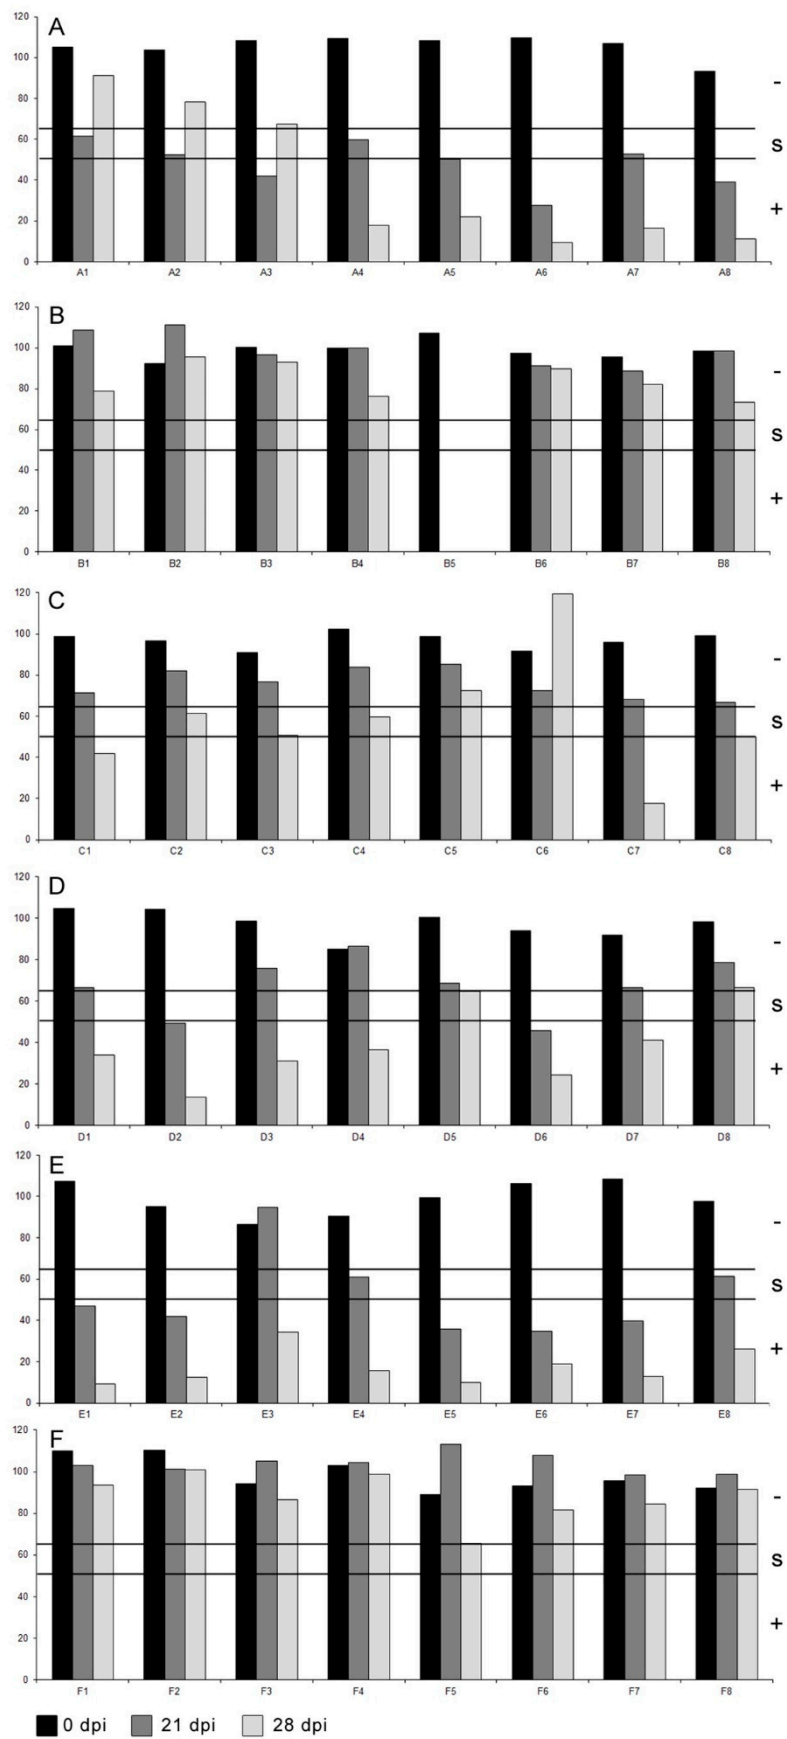 A
120
100
80
60
40
20
0
-
S
+
A1 A2 A3 A4 A5 A6 A7 A8
B
120
100
80
60
40
20
0
-
S
+
B1 B2 B3 B4 B5 B6 B7 B8
C
120
100
80
60
40
20
0
-
S
+
C1 C2 C3 C4 C5 C6 C7 C8
D
120
100
80
60
40
20
0
-
S
+
D1 D2 D3 D4 D5 D6 D7 D8
E
120
100
80
60
40
20
0
-
S
+
E1 E2 E3 E4 E5 E6 E7 E8
F
120
100
80
60
40
20
0
-
S
+
F1 F2 F3 F4 F5 F6 F7 F8
0 dpi 21 dpi 28 dpi